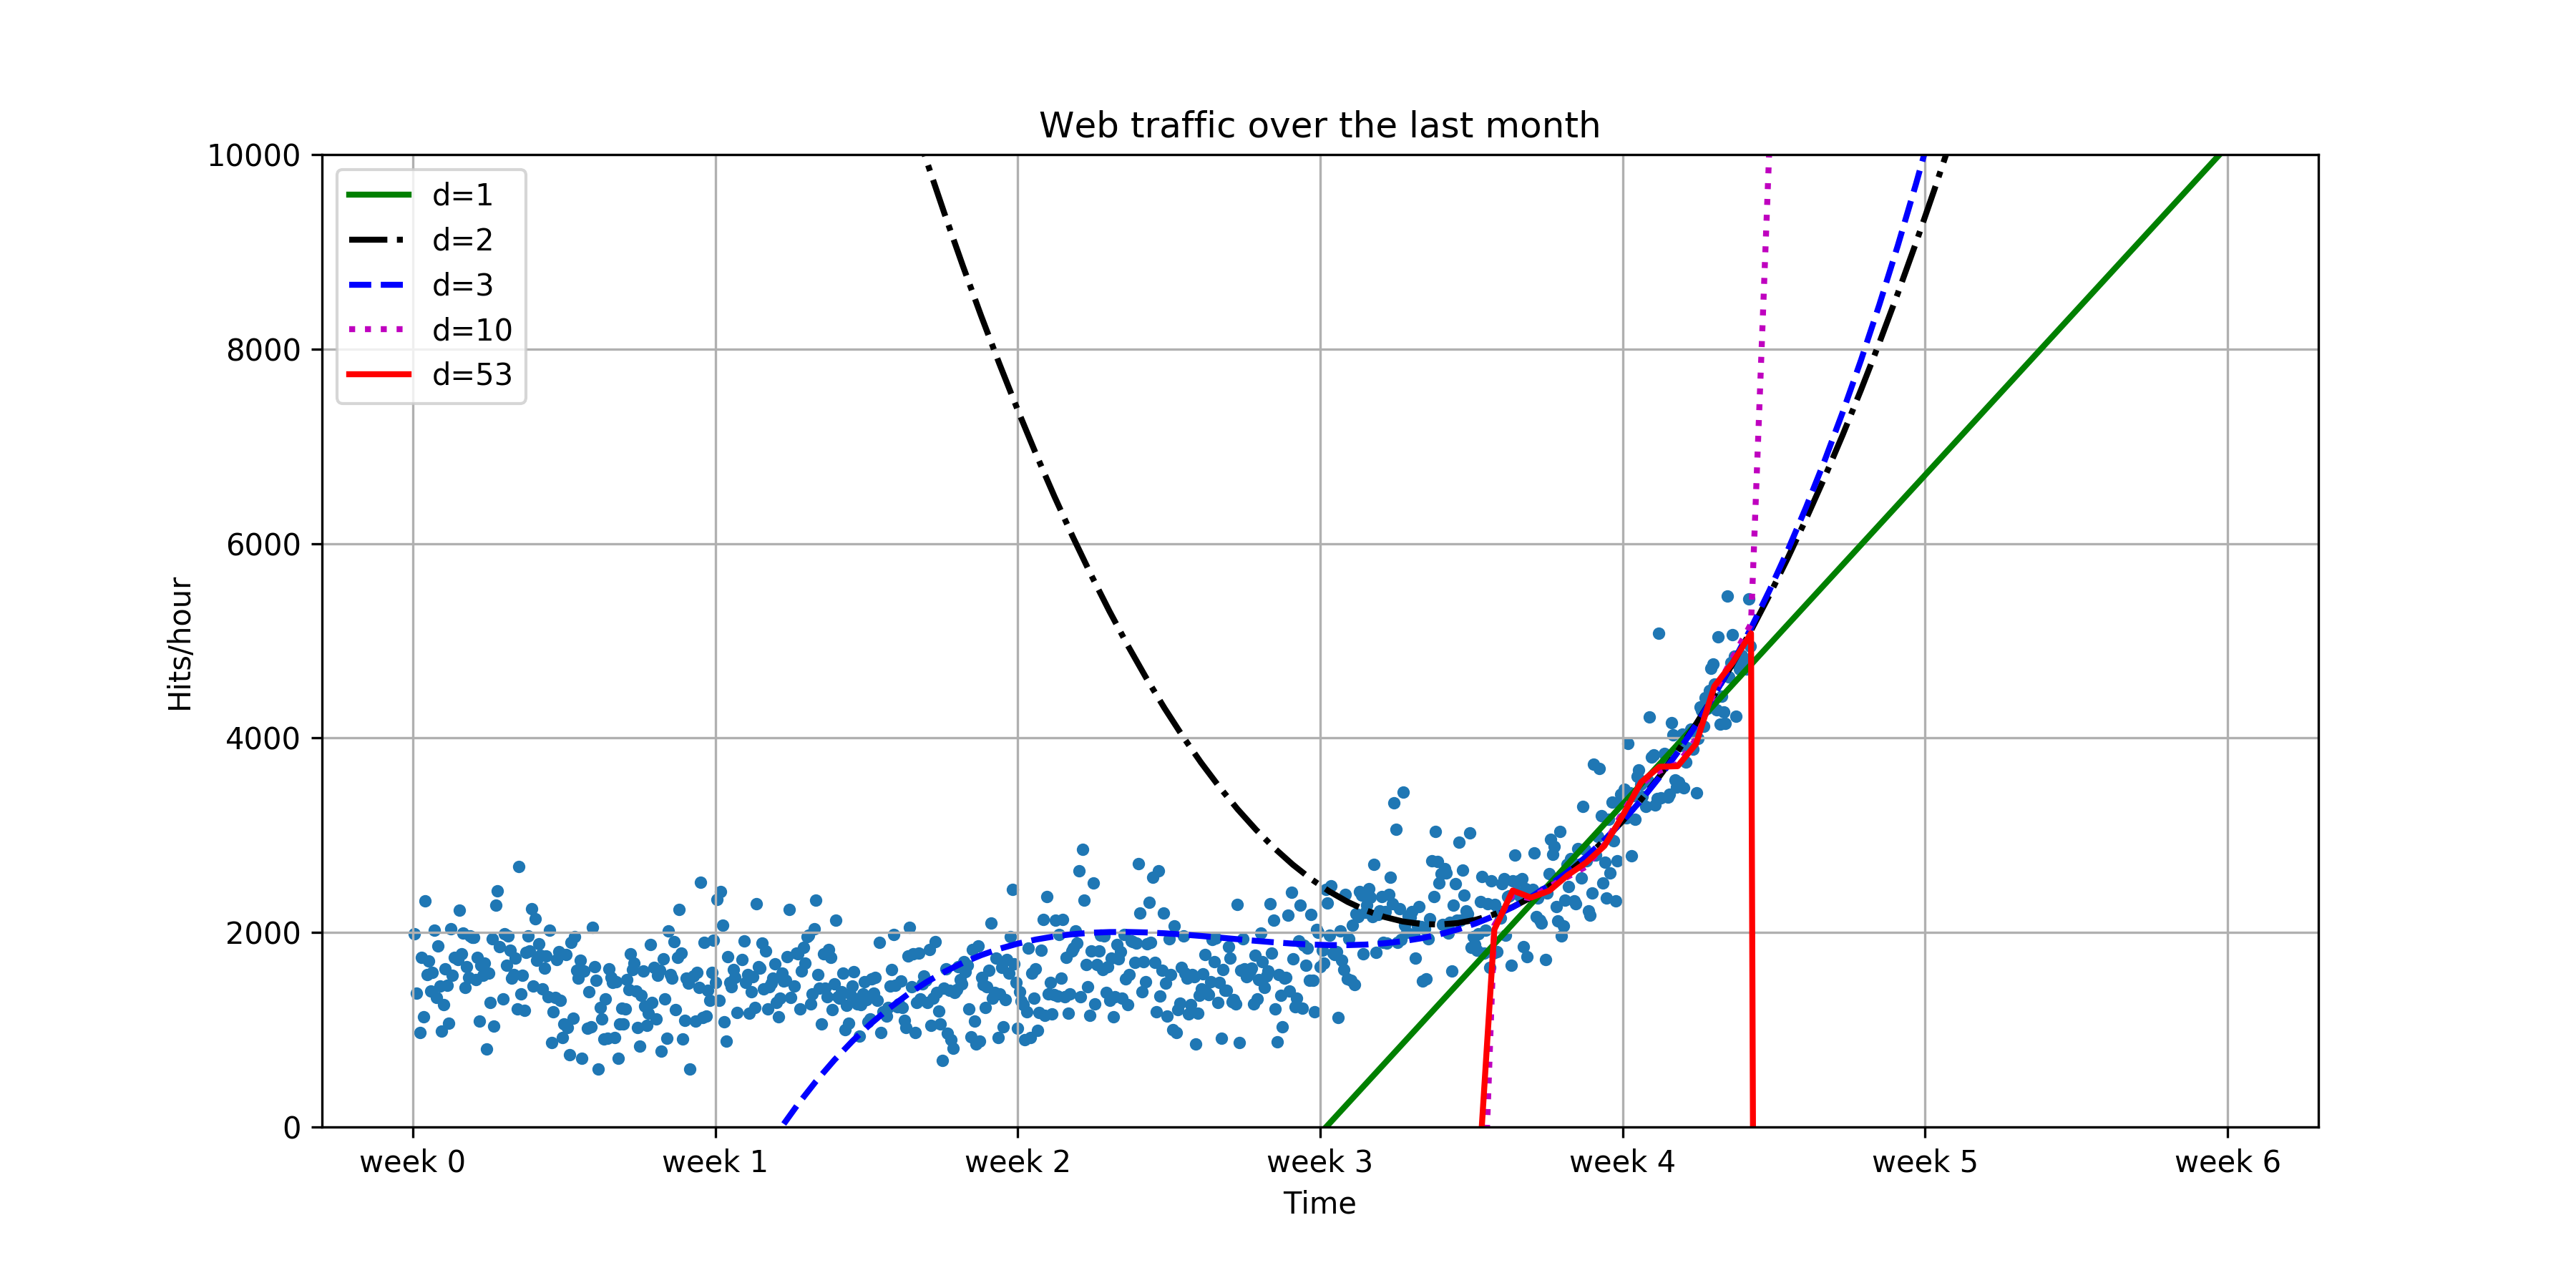 Web traffic over the last month
10000
8000
6000
4000
2000
0
Hits/hour
d=1
d=2
d=3
d=10
d=53
week 0 week 1 week 2 week 3 week 4 week 5 week 6
Time